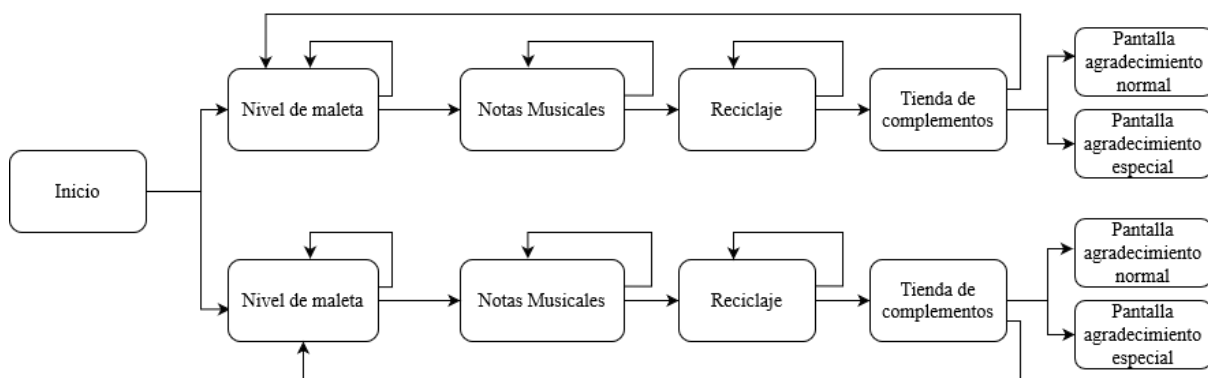 Pantalla
agradecimiento
normal
Nivel de maleta
Notas Musicales
Reciclaje
Tienda de
complementos
Pantalla
agradecimiento
especial
Inicio
Pantalla
agradecimiento
normal
Nivel de maleta
Notas Musicales
Reciclaje
Tienda de
complementos
Pantalla
agradecimiento
especial